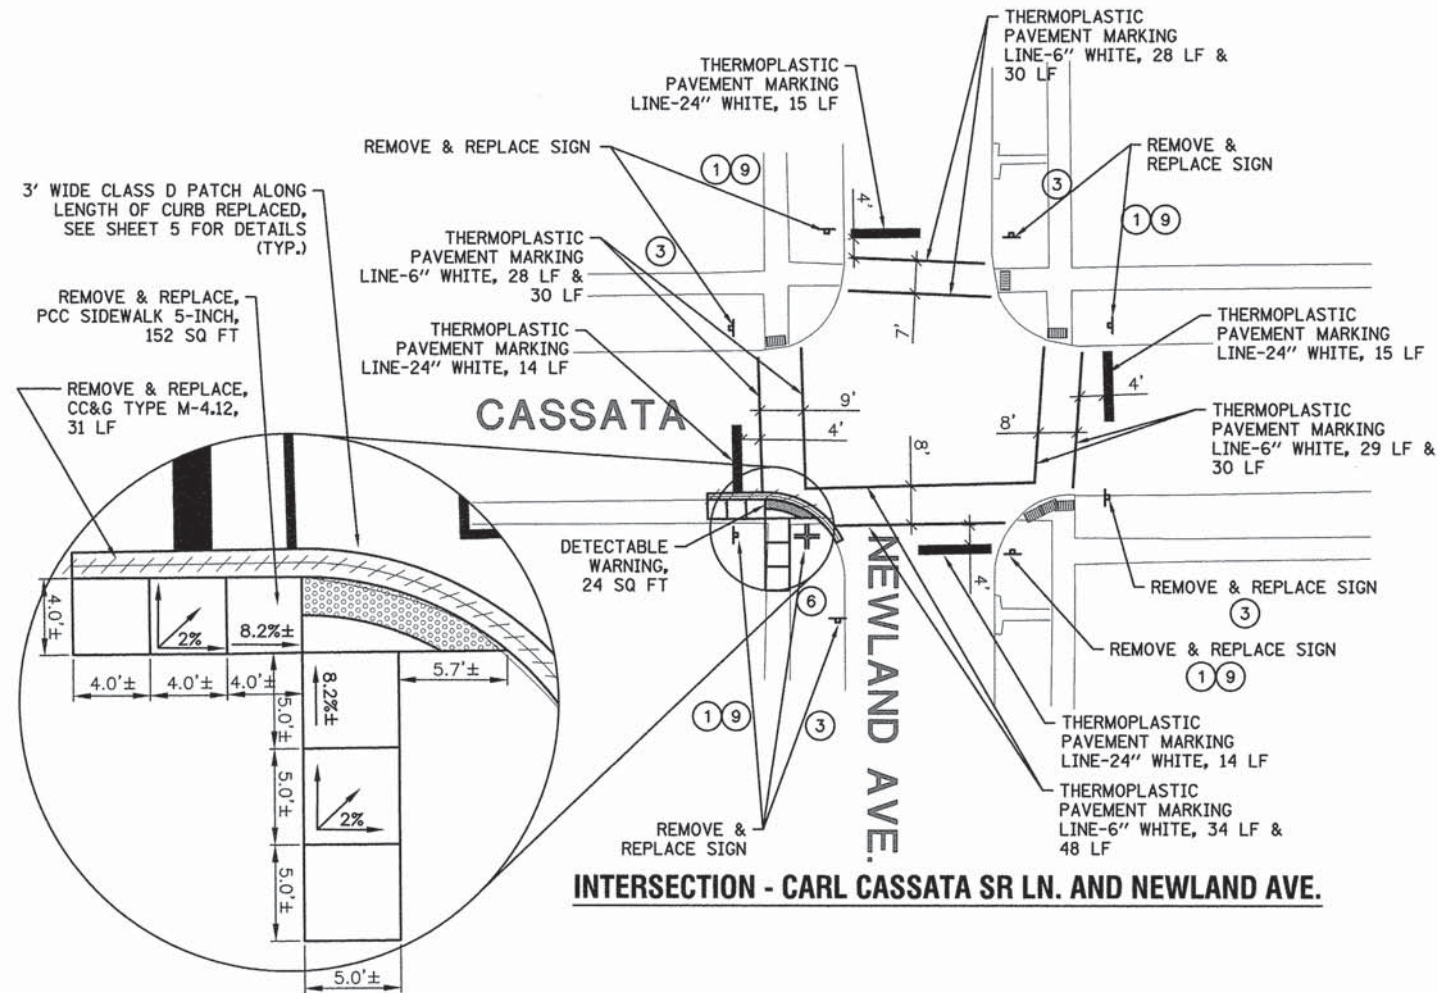 THERMOPLASTIC
PAVEMENT MARKING
LINE-6" WHITE, 28 LF &
30 LF
THERMOPLASTIC
PAVEMENT MARKING
LINE-24" WHITE, 15 LF
REMOVE & REPLACE SIGN
1 9
3
REMOVE &
REPLACE SIGN
1 9
3' WIDE CLASS D PATCH ALONG
LENGTH OF CURB REPLACED,
SEE SHEET 5 FOR DETAILS
(TYP.)
4'
THERMOPLASTIC
PAVEMENT MARKING
LINE-6" WHITE, 28 LF &
30 LF
3
7'
REMOVE & REPLACE,
PCC SIDEWALK 5-INCH,
152 SQ FT
THERMOPLASTIC
PAVEMENT MARKING
LINE-24" WHITE, 14 LF
THERMOPLASTIC
PAVEMENT MARKING
LINE-24" WHITE, 15 LF
REMOVE & REPLACE,
CC&G TYPE M-4.12,
31 LF
CASSATA
9'
4'
8'
8'
4'
THERMOPLASTIC
PAVEMENT MARKING
LINE-6" WHITE, 29 LF &
30 LF
DETECTABLE
WARNING,
24 SQ FT
6
NEWLAND AVE.
4'
REMOVE & REPLACE SIGN
3
REMOVE & REPLACE SIGN
1 9
4.0'±
2%
8.2%±
4.0'±
4.0'±
4.0'±
5.7'±
8.2%±
5.0'±
5.0'±
2%
5.0'±
5.0'±
1 9
3
REMOVE &
REPLACE SIGN
THERMOPLASTIC
PAVEMENT MARKING
LINE-24" WHITE, 14 LF
THERMOPLASTIC
PAVEMENT MARKING
LINE-6" WHITE, 34 LF &
48 LF
INTERSECTION - CARL CASSATA SR LN. AND NEWLAND AVE.